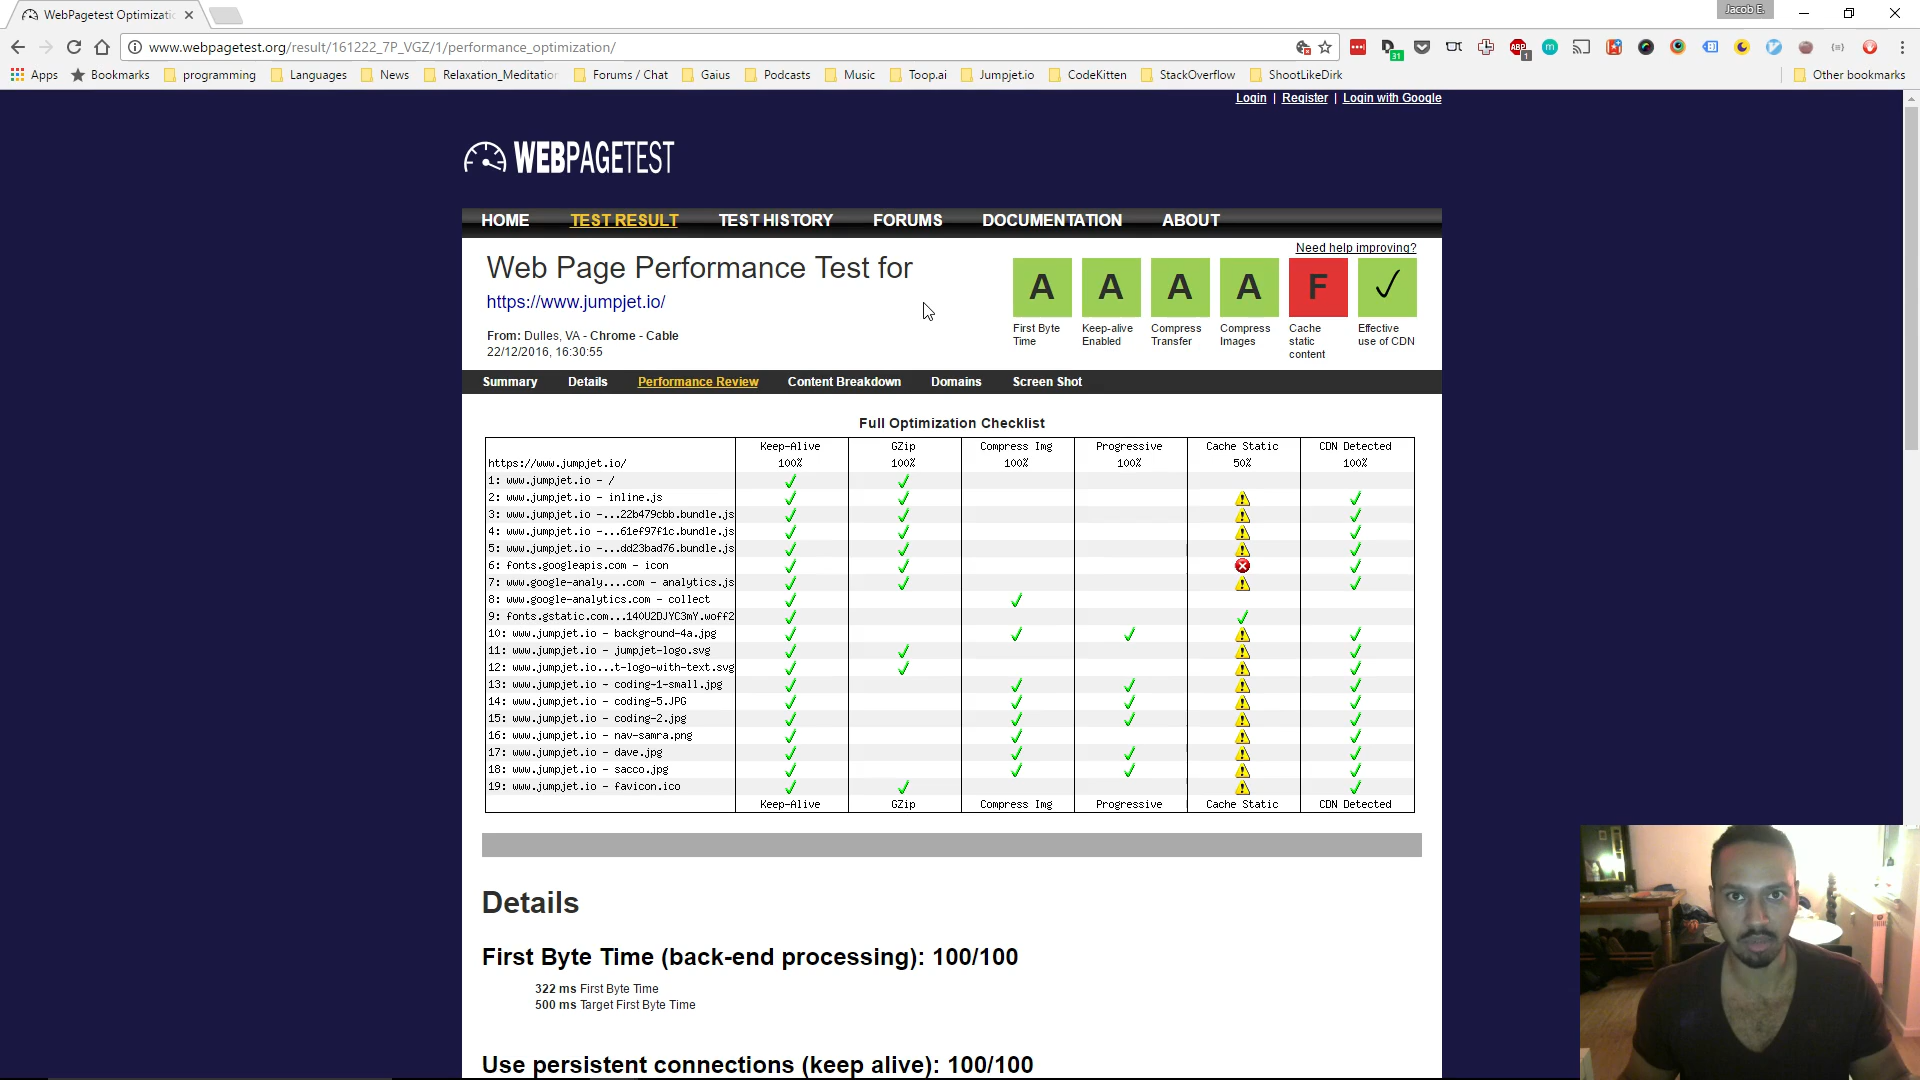 WebPagetest Optimizatio
Jacob E.
www.webpagetest.org/result/161222_7P_VGZ/1/performance_optimization/
31
ABP
1
m
Apps
Bookmarks
programming
Languages
News
Relaxation_Meditation
Forums / Chat
Gaius
Podcasts
Music
Toop.ai
Jumpjet.io
CodeKitten
StackOverflow
ShootLikeDirk
Other bookmarks
Login | Register | Login with Google
WEBPAGETEST
HOME TEST RESULT TEST HISTORY FORUMS DOCUMENTATION ABOUT
Need help improving?
Web Page Performance Test for
https://www.jumpjet.io/
From: Dulles, VA - Chrome - Cable
22/12/2016, 16:30:55
A First Byte Time
A Keep-alive Enabled
A Compress Transfer
A Compress Images
F Cache static content
Effective use of CDN
Summary Details Performance Review Content Breakdown Domains Screen Shot
Full Optimization Checklist
Keep-Alive GZip Compress Img Progressive Cache Static CDN Detected
https://www.jumpjet.io/ 100% 100% 100% 100% 50% 100%
1: www.jumpjet.io - /
2: www.jumpjet.io - inline.js
3: www.jumpjet.io -...22b479cbb.bundle.js
4: www.jumpjet.io -...61ef97f1c.bundle.js
5: www.jumpjet.io -...dd23bad76.bundle.js
6: fonts.googleapis.com - icon
7: www.google-analy....com - analytics.js
8: www.google-analytics.com - collect
9: fonts.gstatic.com...140U2DJYC3mY.woff2
10: www.jumpjet.io - background-4a.jpg
11: www.jumpjet.io - jumpjet-logo.svg
12: www.jumpjet.io...t-logo-with-text.svg
13: www.jumpjet.io - coding-1-small.jpg
14: www.jumpjet.io - coding-5.JPG
15: www.jumpjet.io - coding-2.jpg
16: www.jumpjet.io - nav-samra.png
17: www.jumpjet.io - dave.jpg
18: www.jumpjet.io - sacco.jpg
19: www.jumpjet.io - favicon.ico
Keep-Alive GZip Compress Img Progressive Cache Static CDN Detected
Details
First Byte Time (back-end processing): 100/100
322 ms First Byte Time
500 ms Target First Byte Time
Use persistent connections (keep alive): 100/100